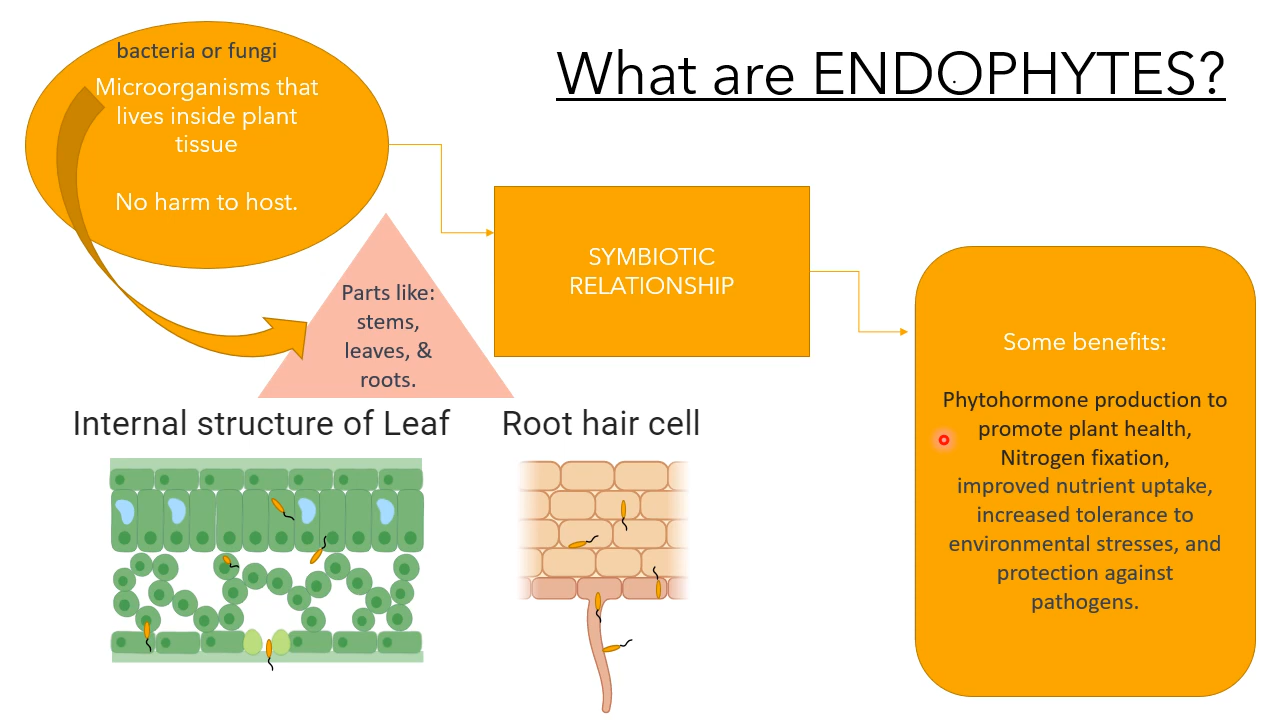 What are ENDOPHYTES?
bacteria or fungi
Microorganisms that
lives inside plant
tissue
No harm to host.
SYMBIOTIC
RELATIONSHIP
Parts like:
stems,
leaves, &
roots.
Some benefits:
Phytohormone production to
promote plant health,
Nitrogen fixation,
improved nutrient uptake,
increased tolerance to
environmental stresses, and
protection against
pathogens.
Internal structure of Leaf
Root hair cell